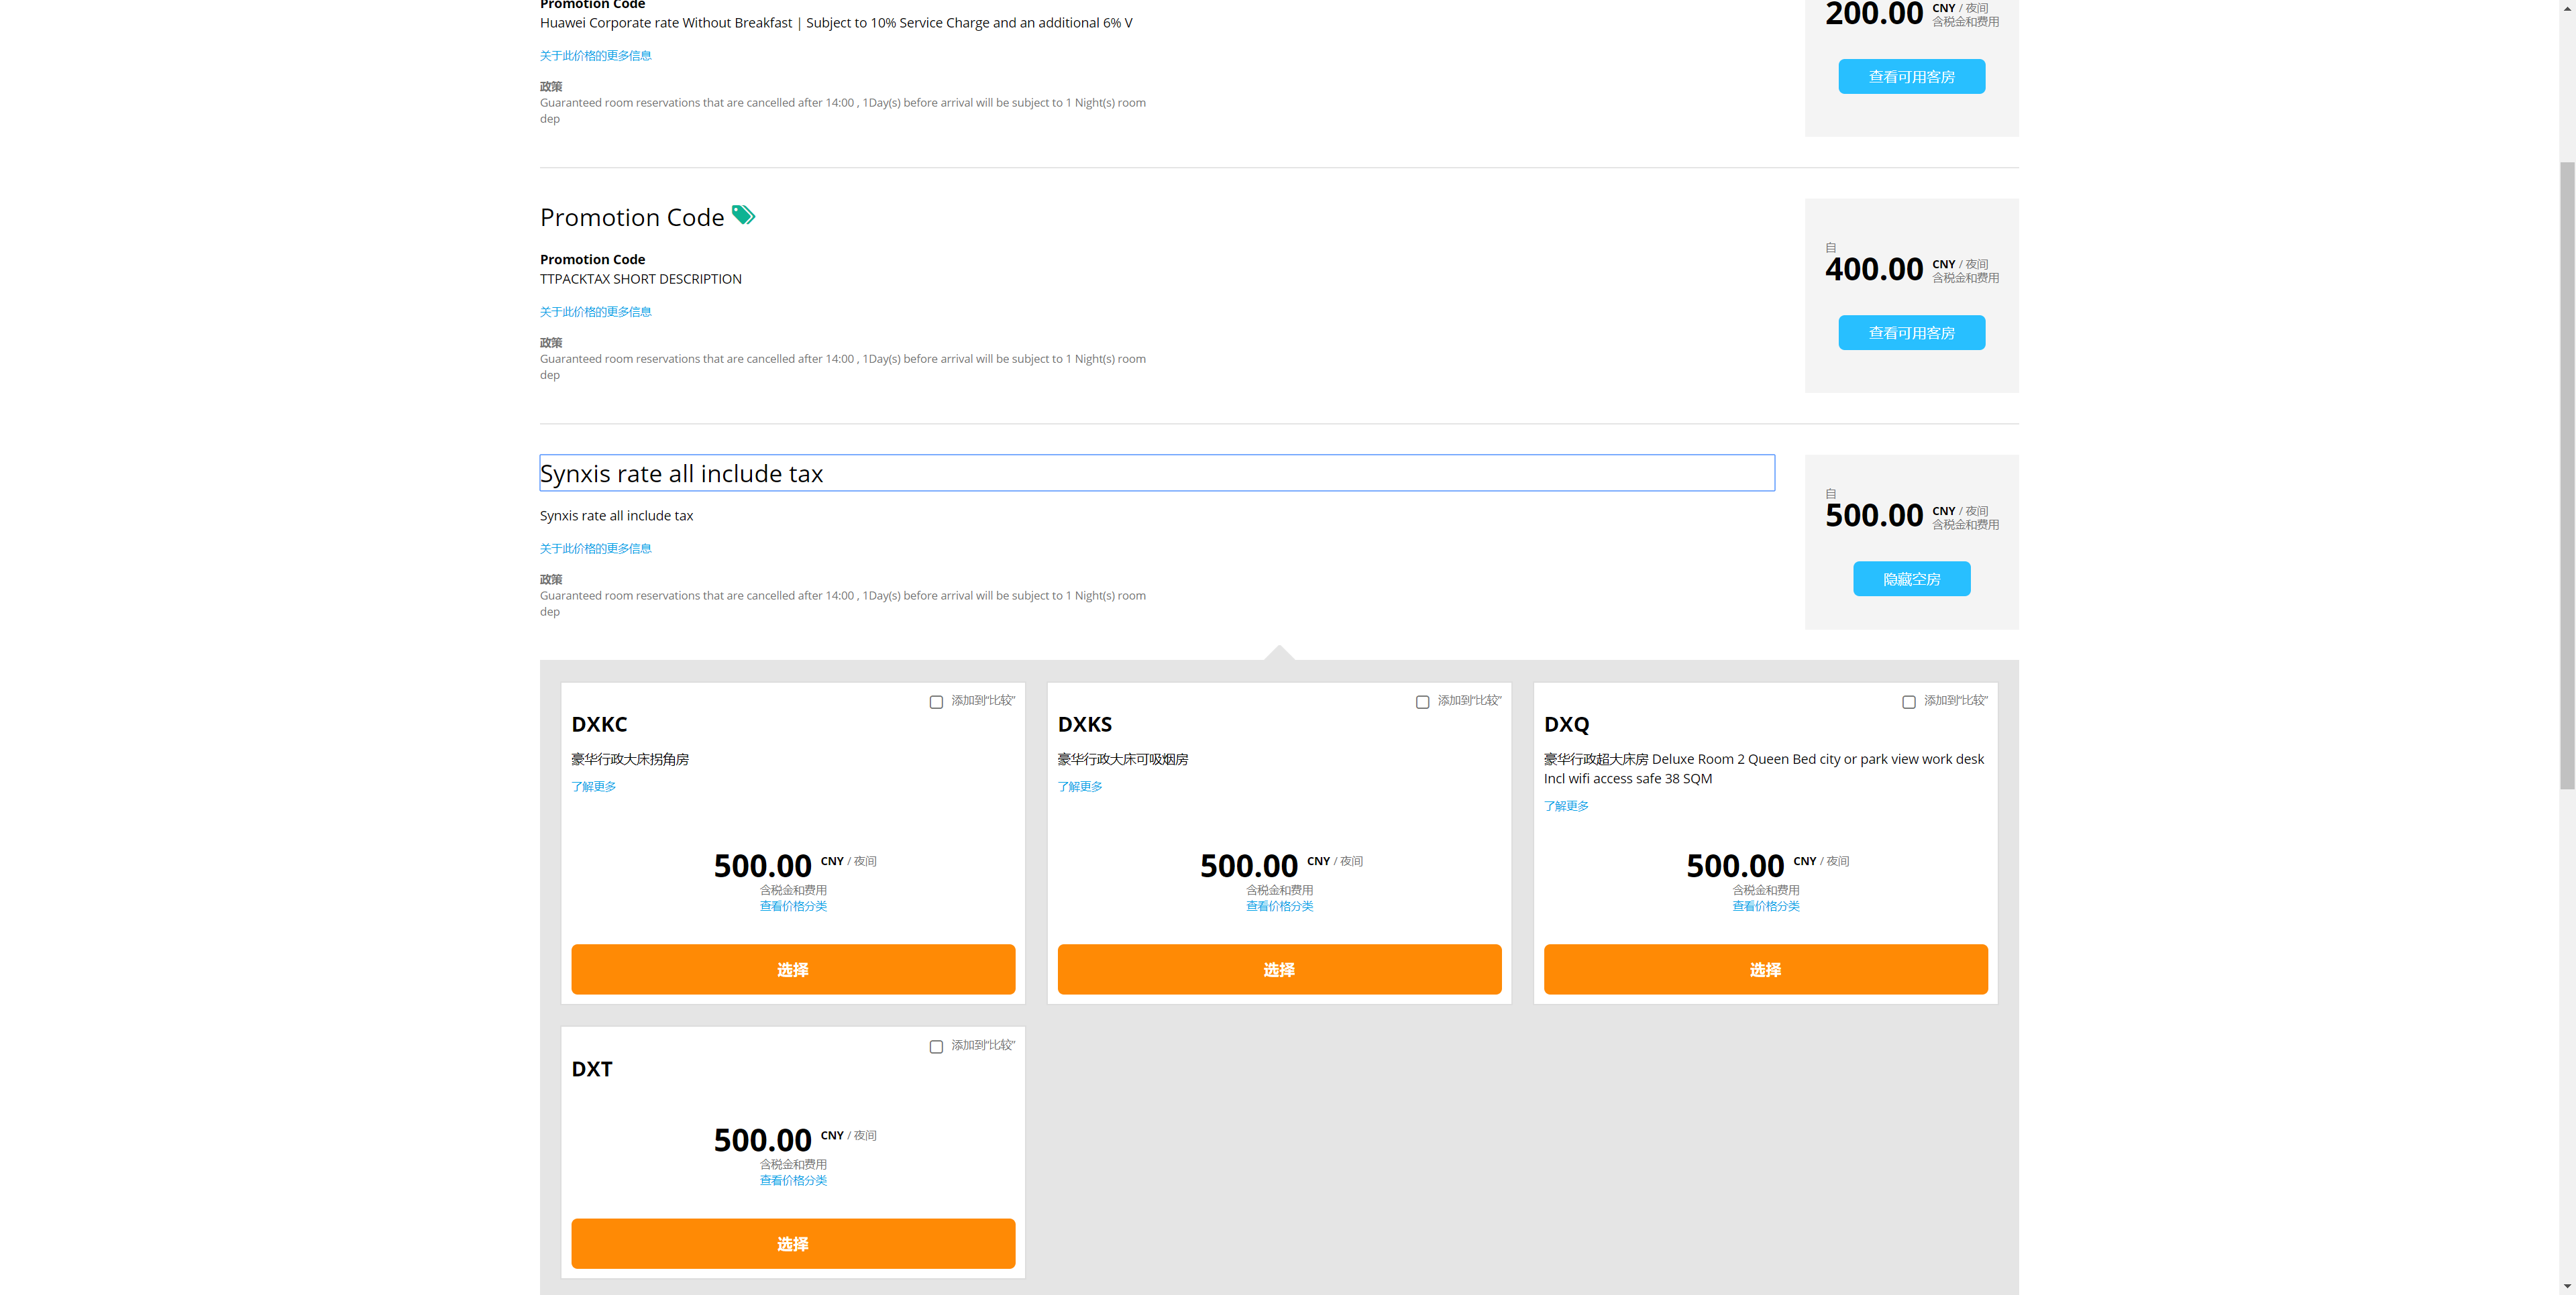 Promotion Code
Huawei Corporate rate Without Breakfast | Subject to 10% Service Charge and an additional 6% V
关于此价格的更多信息
政策
Guaranteed room reservations that are cancelled after 14:00 , 1Day(s) before arrival will be subject to 1 Night(s) room
dep
200.00 CNY / 夜间
含税金和费用
查看可用客房
Promotion Code
Promotion Code
TTPACKTAX SHORT DESCRIPTION
关于此价格的更多信息
政策
Guaranteed room reservations that are cancelled after 14:00 , 1Day(s) before arrival will be subject to 1 Night(s) room
dep
自
400.00 CNY / 夜间
含税金和费用
查看可用客房
Synxis rate all include tax
Synxis rate all include tax
关于此价格的更多信息
政策
Guaranteed room reservations that are cancelled after 14:00 , 1Day(s) before arrival will be subject to 1 Night(s) room
dep
自
500.00 CNY / 夜间
含税金和费用
隐藏空房
添加到“比较”
DXKC
豪华行政大床拐角房
了解更多
500.00 CNY / 夜间
含税金和费用
查看价格分类
选择
添加到“比较”
DXKS
豪华行政大床可吸烟房
了解更多
500.00 CNY / 夜间
含税金和费用
查看价格分类
选择
添加到“比较”
DXQ
豪华行政超大床房 Deluxe Room 2 Queen Bed city or park view work desk
Incl wifi access safe 38 SQM
了解更多
500.00 CNY / 夜间
含税金和费用
查看价格分类
选择
添加到“比较”
DXT
500.00 CNY / 夜间
含税金和费用
查看价格分类
选择